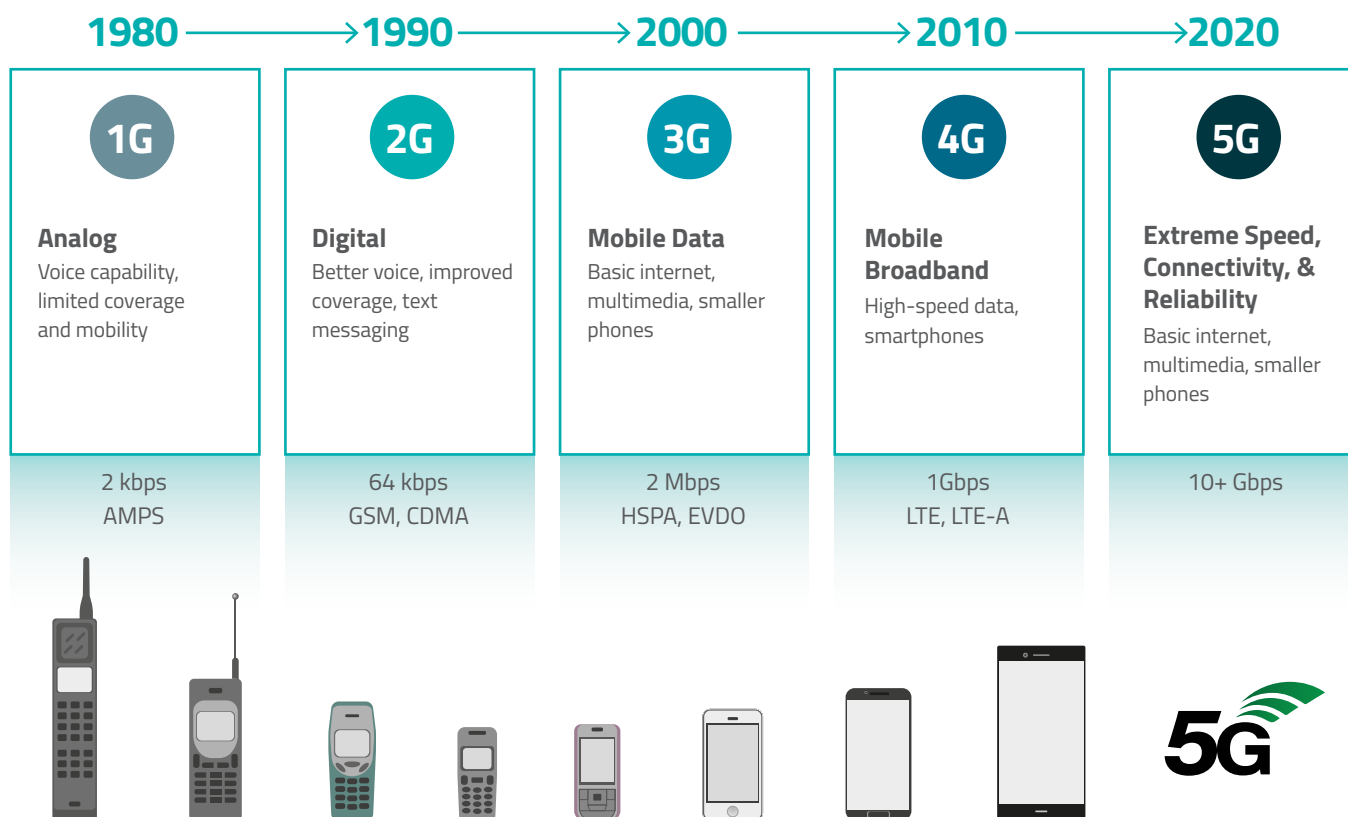 1980 1990 2000 2010 2020
1G
Analog
Voice capability,
limited coverage
and mobility
2 kbps
AMPS
2G
Digital
Better voice, improved
coverage, text
messaging
64 kbps
GSM, CDMA
3G
Mobile Data
Basic internet,
multimedia, smaller
phones
2 Mbps
HSPA, EVDO
4G
Mobile
Broadband
High-speed data,
smartphones
1Gbps
LTE, LTE-A
5G
Extreme Speed,
Connectivity, &
Reliability
Basic internet,
multimedia, smaller
phones
10+ Gbps
5G